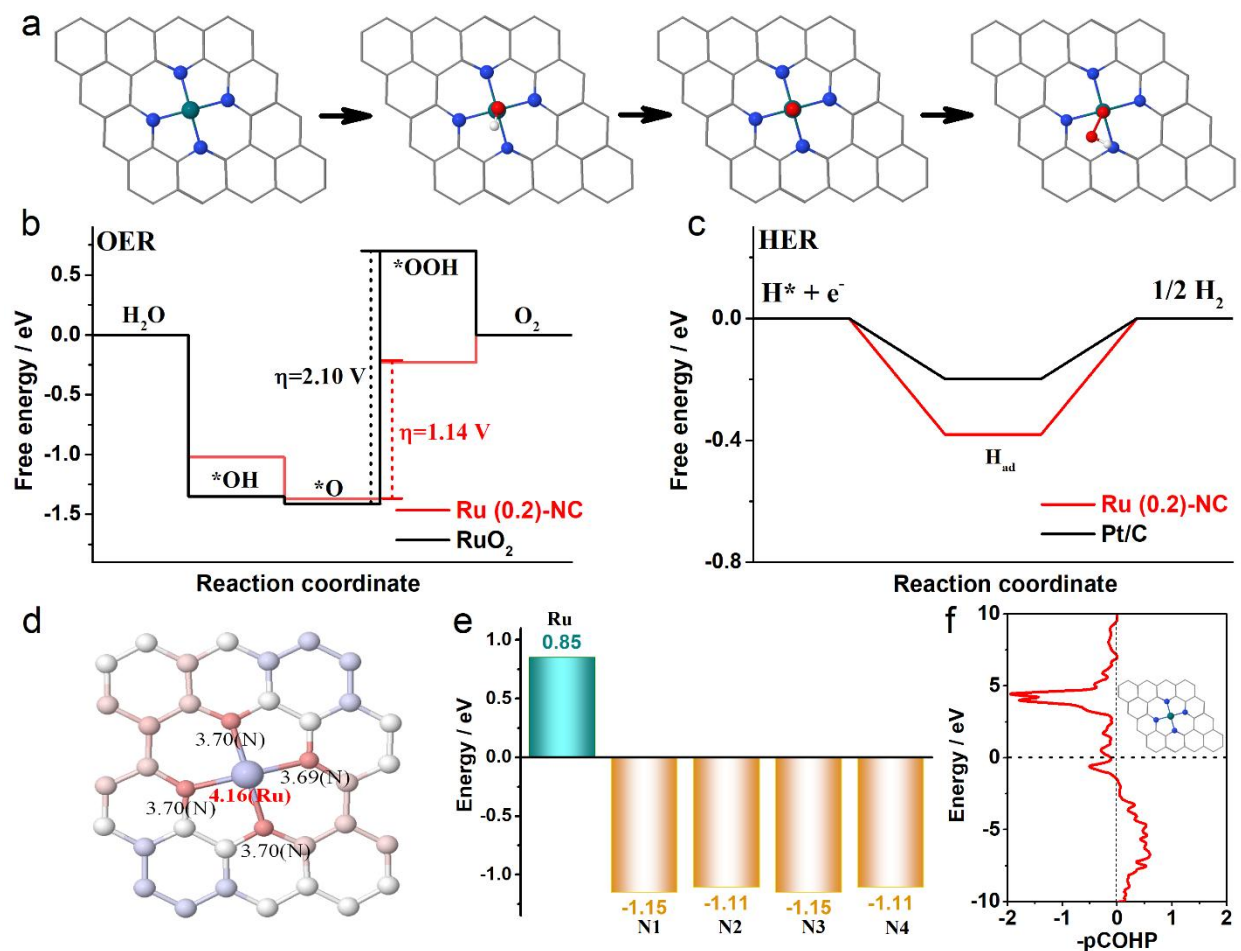 a
b
OER
H₂O
*OH
*O
*OOH
O₂
η=2.10 V
η=1.14 V
Ru (0.2)-NC
RuO₂
0.5
0.0
-0.5
-1.0
-1.5
Free energy / eV
Reaction coordinate
c
HER
H* + e⁻
1/2 H₂
H_ad
Ru (0.2)-NC
Pt/C
0.0
-0.4
-0.8
Free energy / eV
Reaction coordinate
d
3.70(N)
3.69(N)
3.70(N)
4.16(Ru)
3.70(N)
e
Ru
0.85
1.0
0.5
0.0
-0.5
-1.0
Energy / eV
-1.15 -1.11 -1.15 -1.11
N1 N2 N3 N4
f
10
5
0
-5
-10
Energy / eV
-2 -1 0 1 2
-pCOHP